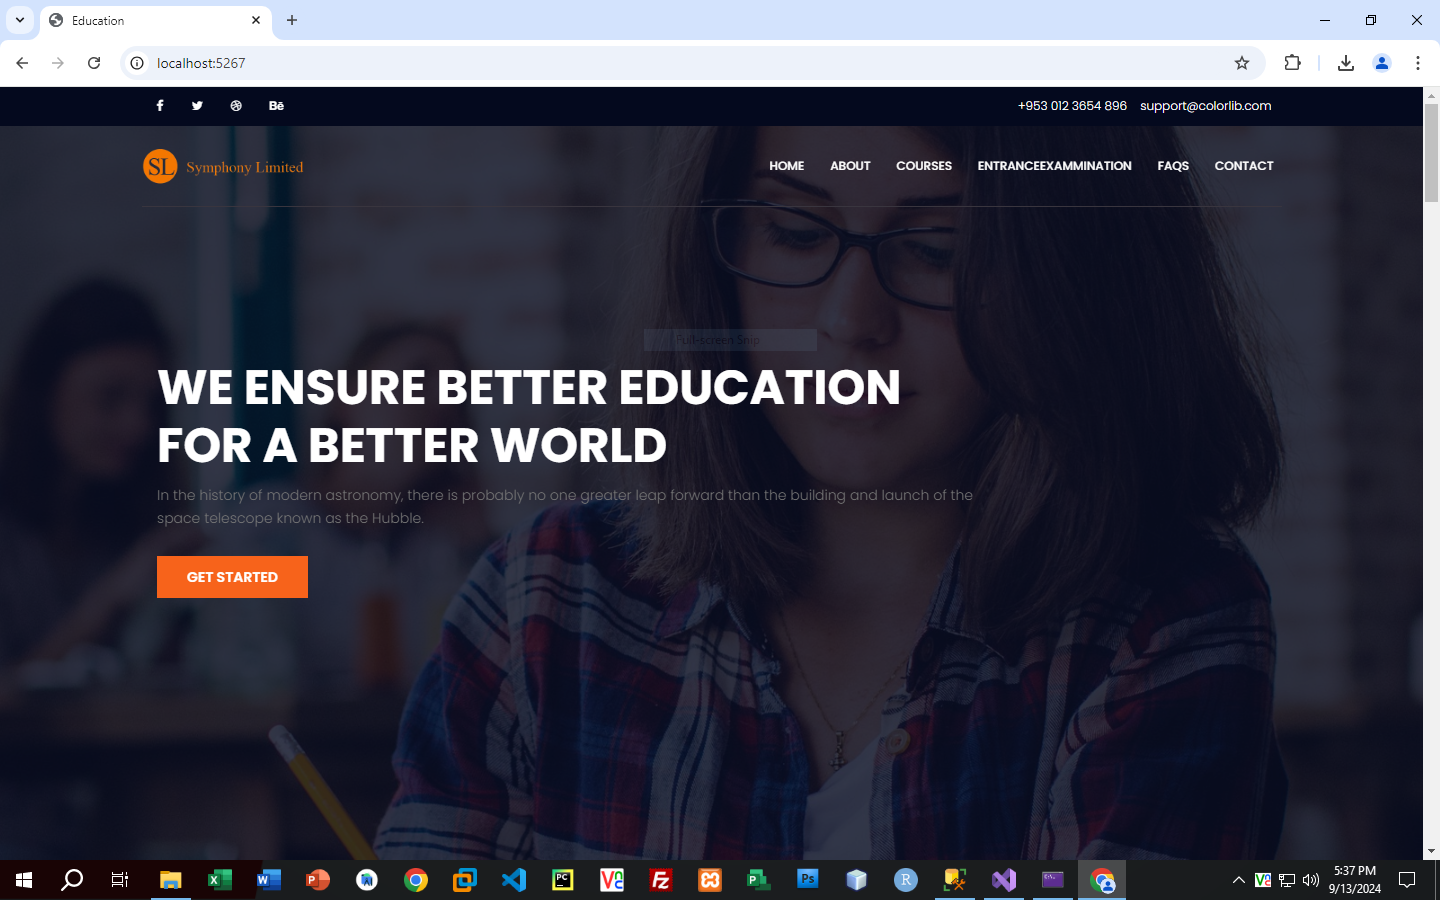 Education
localhost:5267
+953 012 3654 896 support@colorlib.com
SL Symphony Limited
HOME ABOUT COURSES ENTRANCEEXAMMINATION FAQS CONTACT
Full-screen Snip
WE ENSURE BETTER EDUCATION
FOR A BETTER WORLD
In the history of modern astronomy, there is probably no one greater leap forward than the building and launch of the
space telescope known as the Hubble.
GET STARTED
5:37 PM
9/13/2024